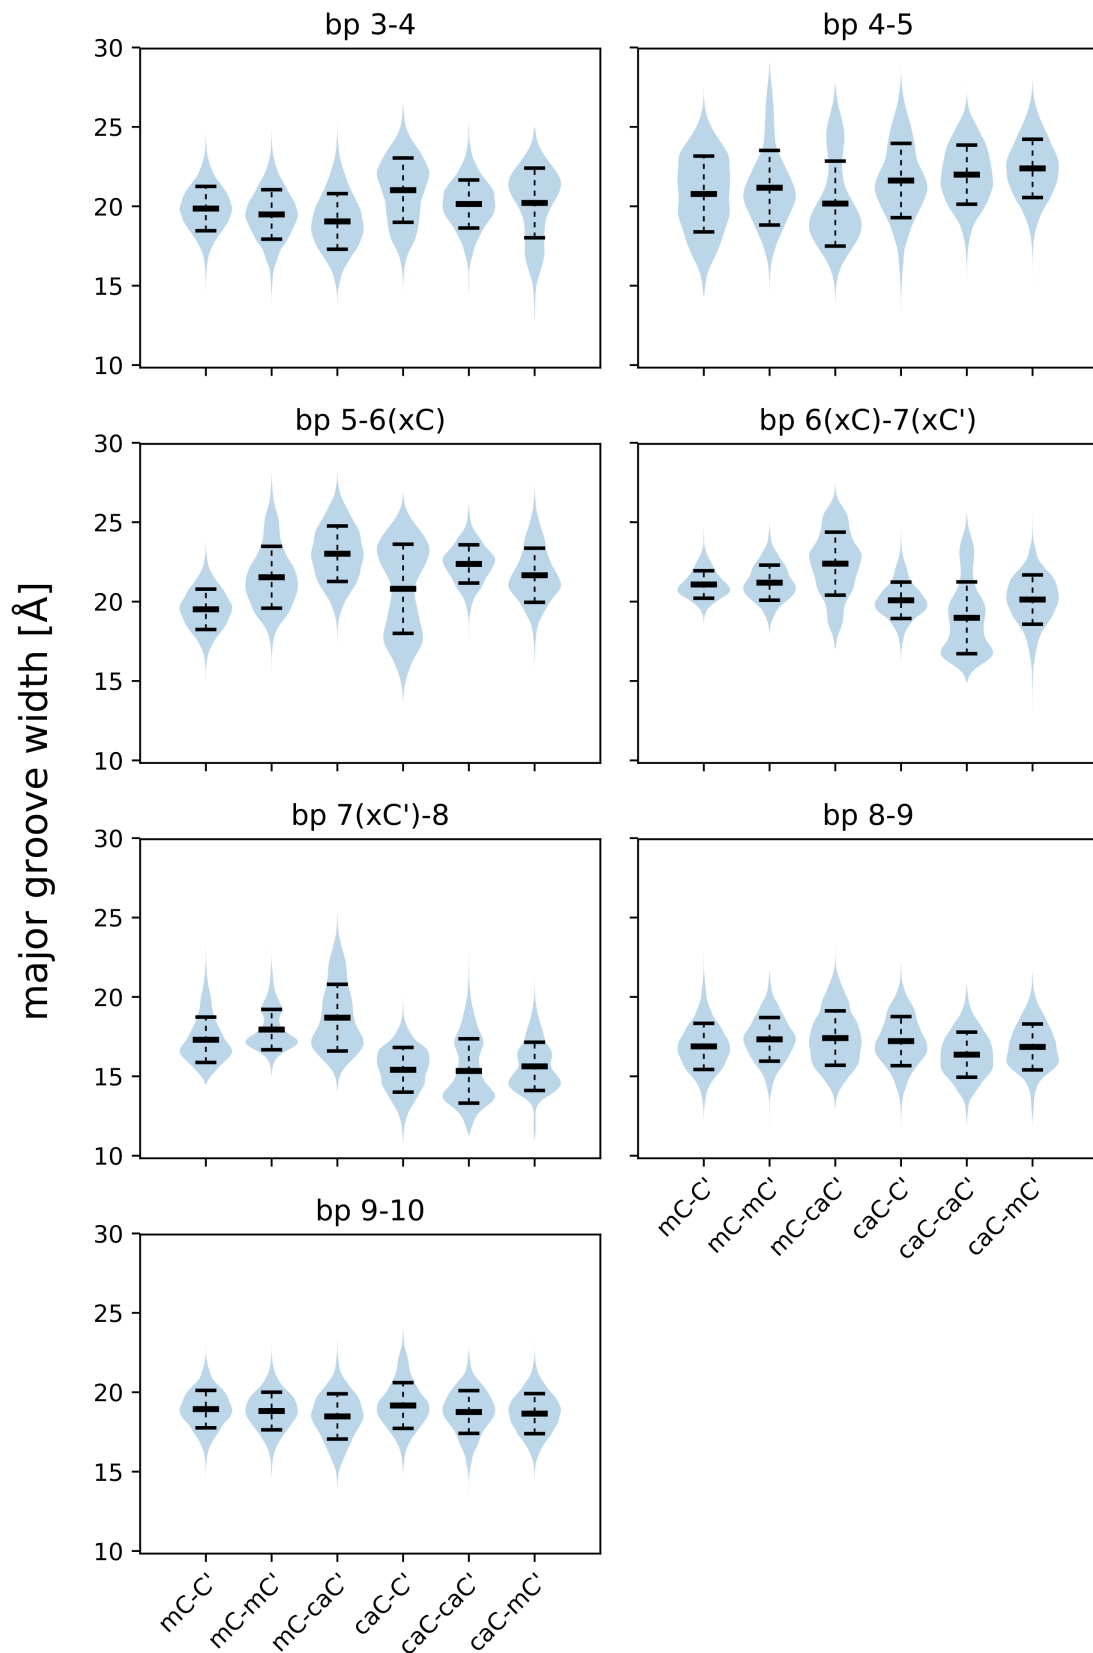 bp 3-4
bp 4-5
30
25
20
15
10
bp 5-6(xC)
bp 6(xC)-7(xC')
30
25
20
15
10
major groove width [Å]
bp 7(xC')-8
bp 8-9
30
25
20
15
10
mC-C'
mC-mC'
mC-caC'
caC-C'
caC-caC'
caC-mC'
bp 9-10
30
25
20
15
10
mC-C'
mC-mC'
mC-caC'
caC-C'
caC-caC'
caC-mC'